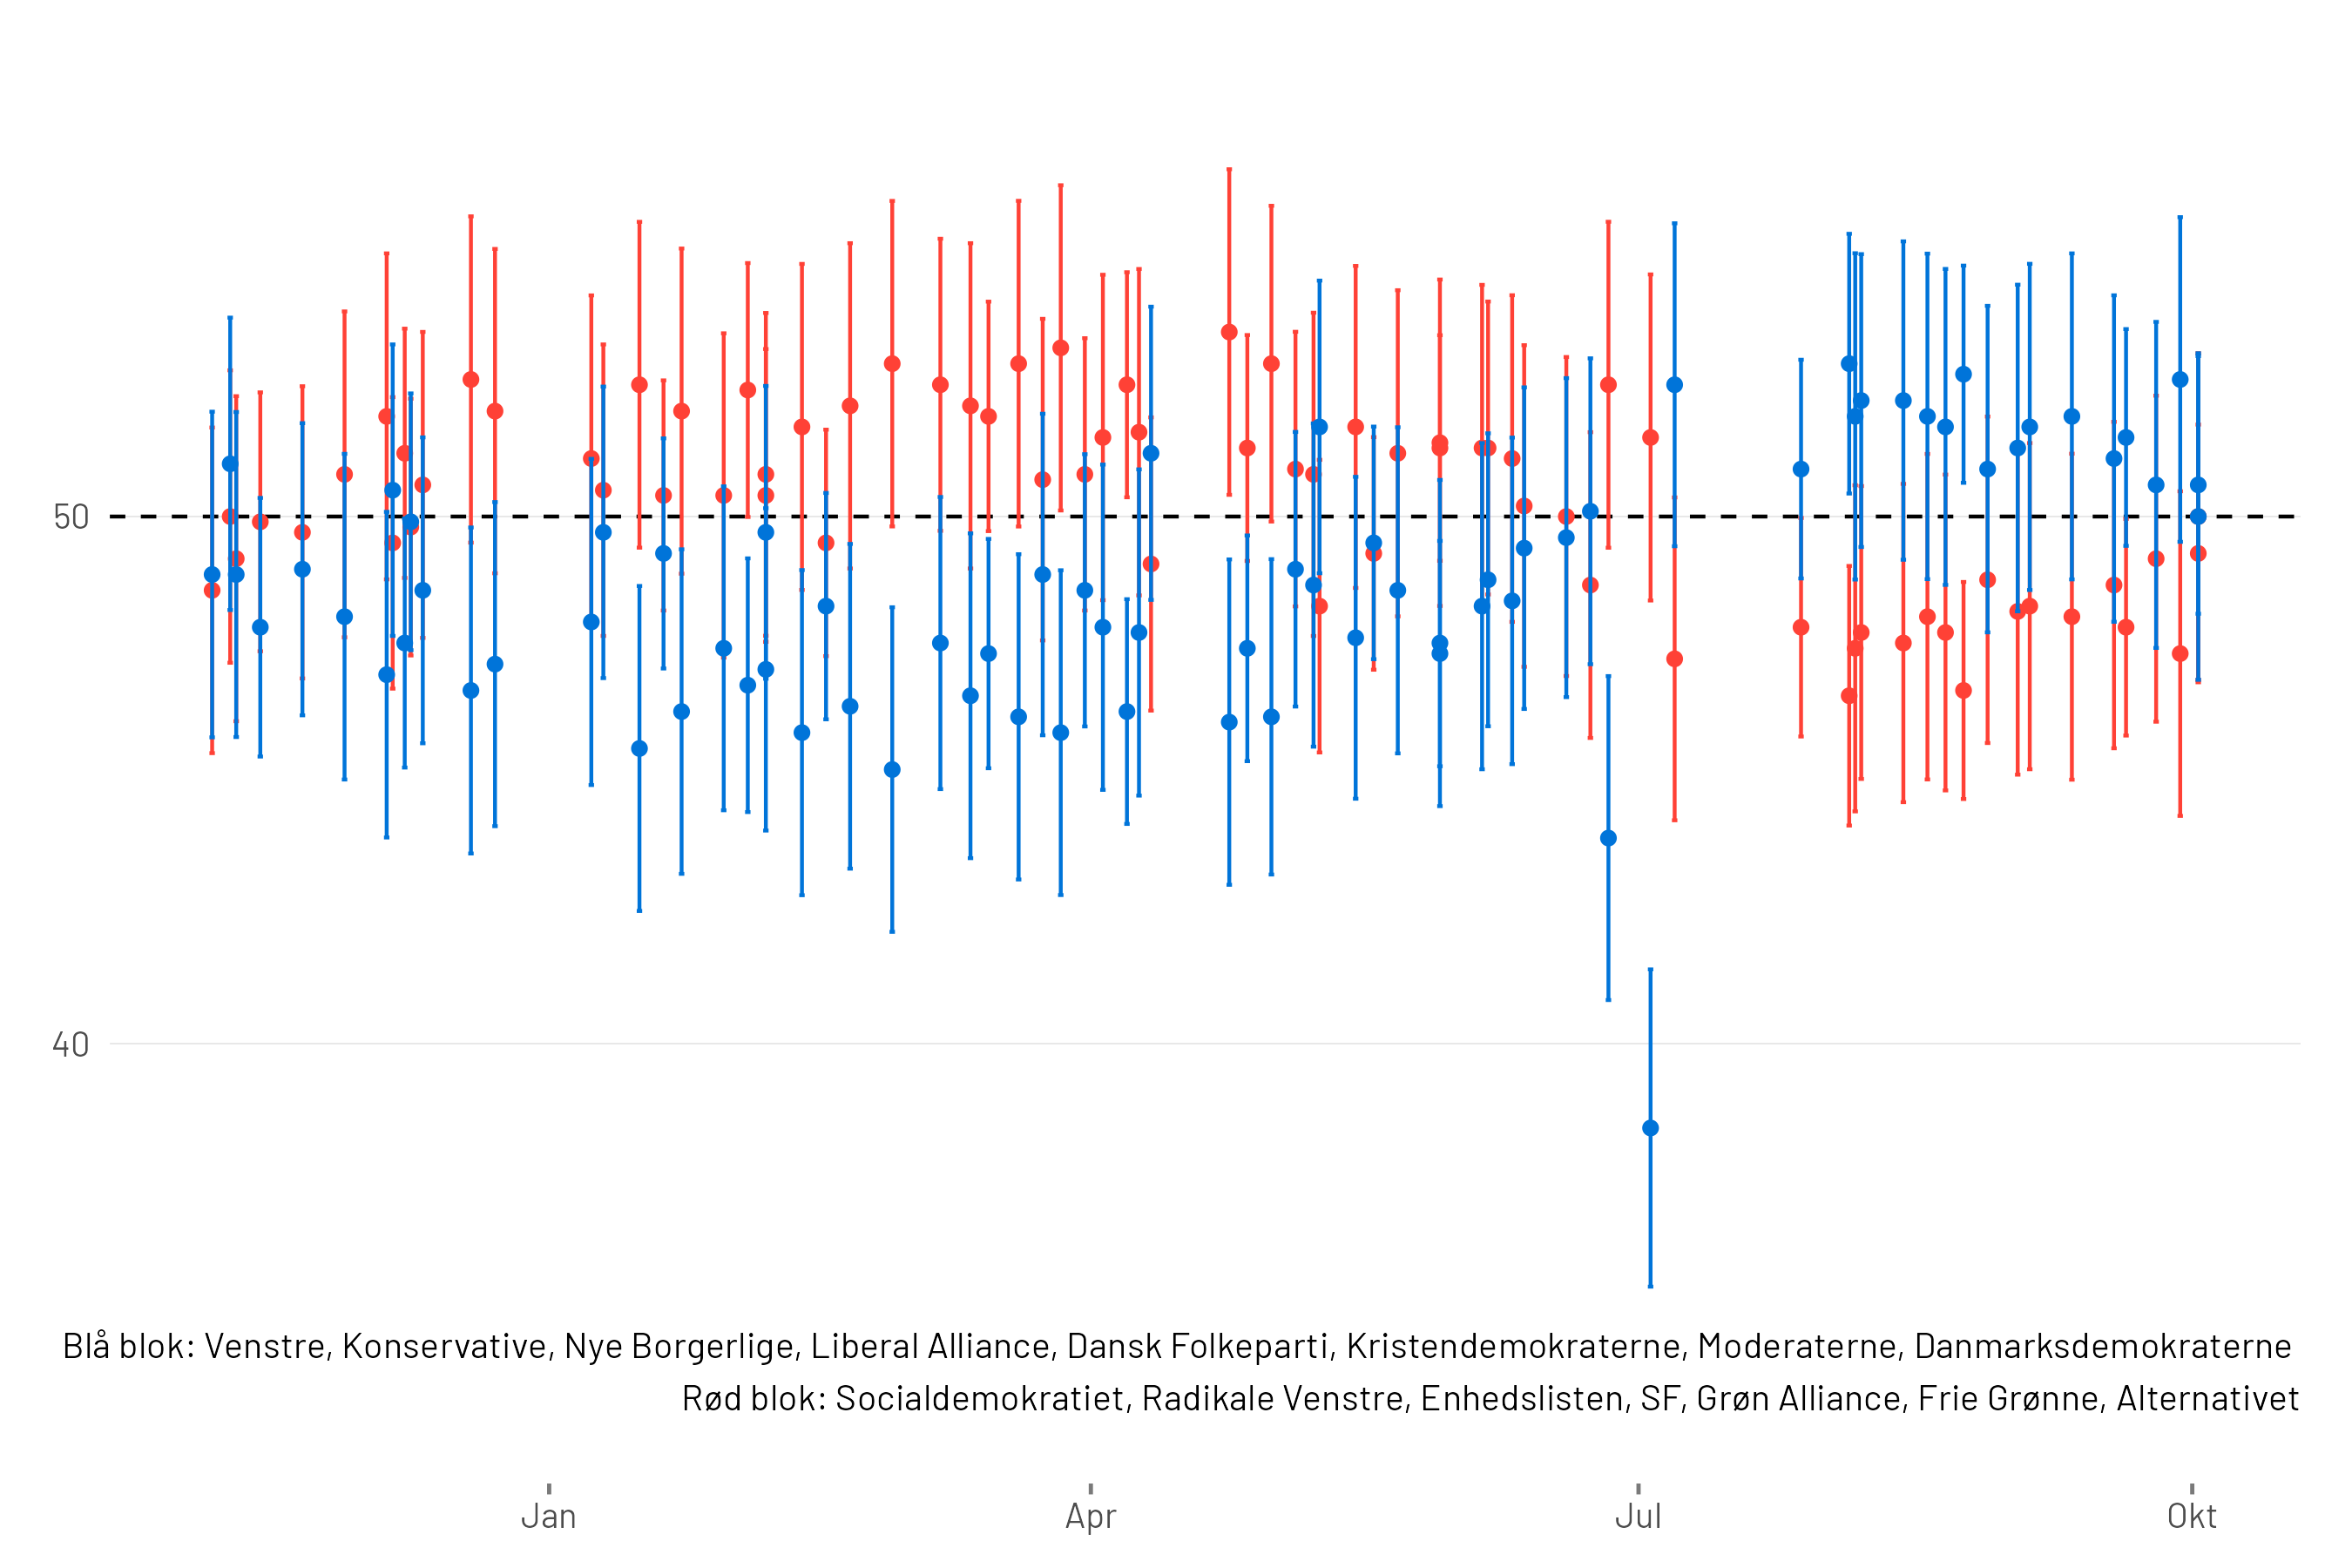 50
40
Blå blok: Venstre, Konservative, Nye Borgerlige, Liberal Alliance, Dansk Folkeparti, Kristendemokraterne, Moderaterne, Danmarksdemokraterne
Rød blok: Socialdemokratiet, Radikale Venstre, Enhedslisten, SF, Grøn Alliance, Frie Grønne, Alternativet
Jan Apr Jul Okt